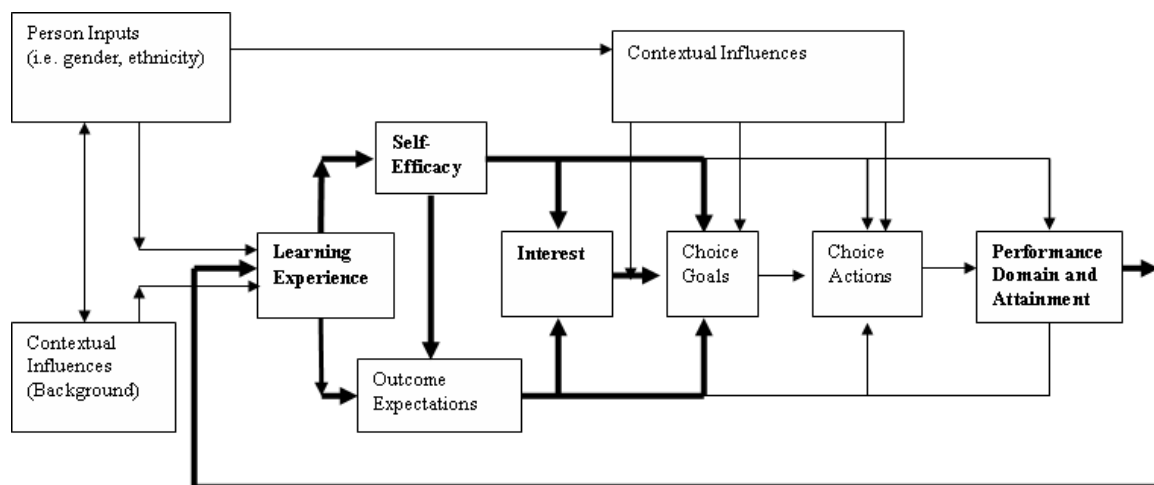 Person Inputs
(i.e. gender, ethnicity)
Contextual Influences
Self-
Efficacy
Learning
Experience
Interest
Choice
Goals
Choice
Actions
Performance
Domain and
Attainment
Contextual
Influences
(Background)
Outcome
Expectations